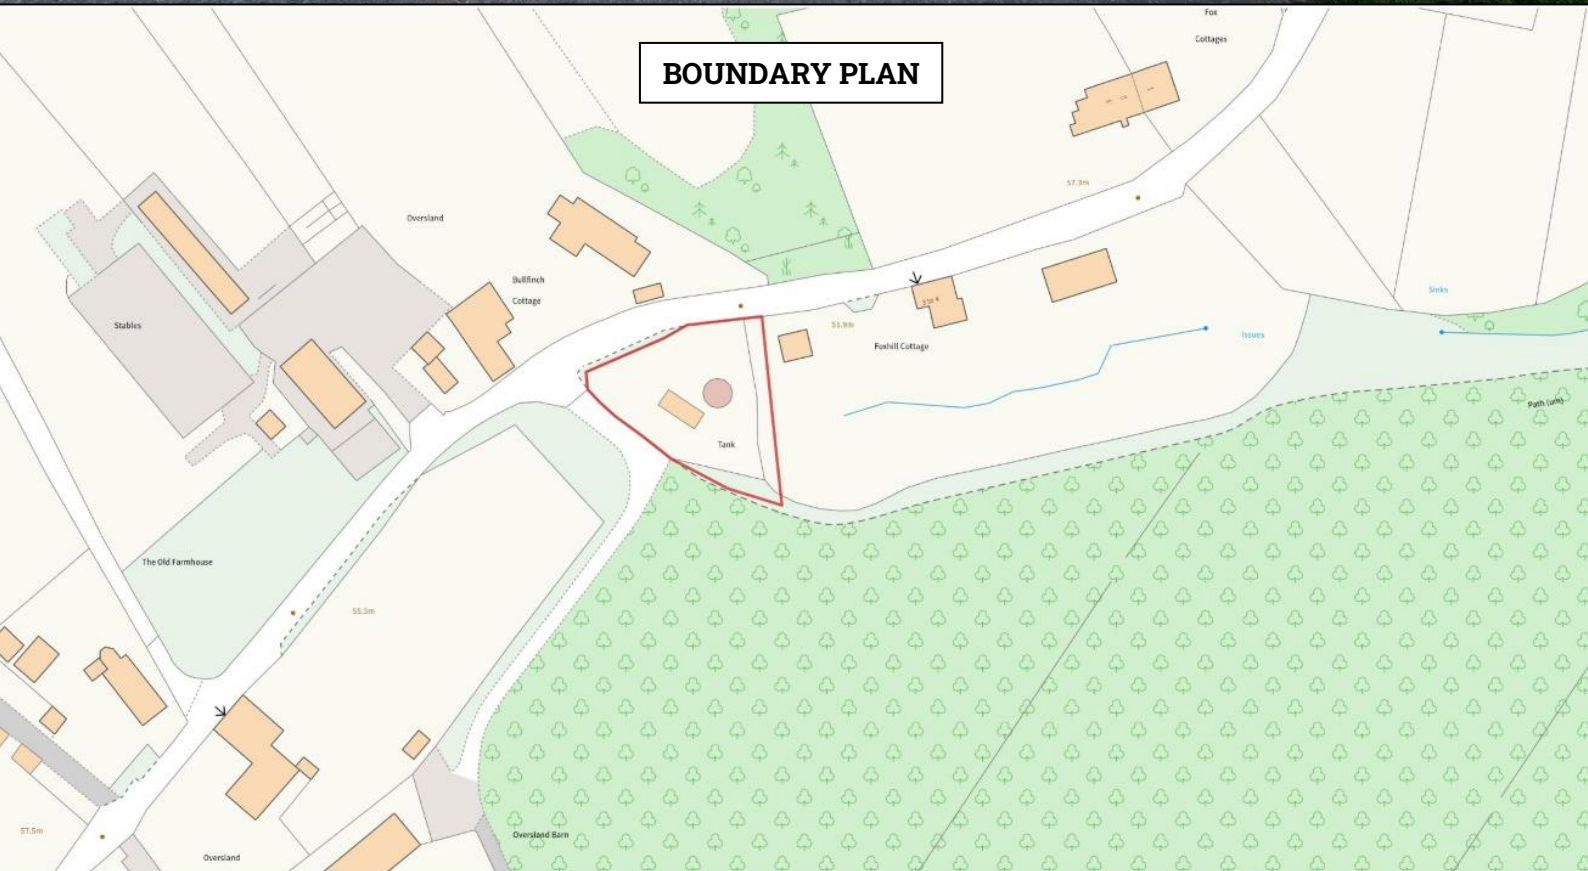 BOUNDARY PLAN
Fox
Cottages
57.3m
Oversland
Bullfinch
Cottage
Stables
51.9m
Foxhill Cottage
Issues
Sinks
Path (um)
Tank
The Old Farmhouse
55.2m
57.5m
Oversland
Oversland Barn